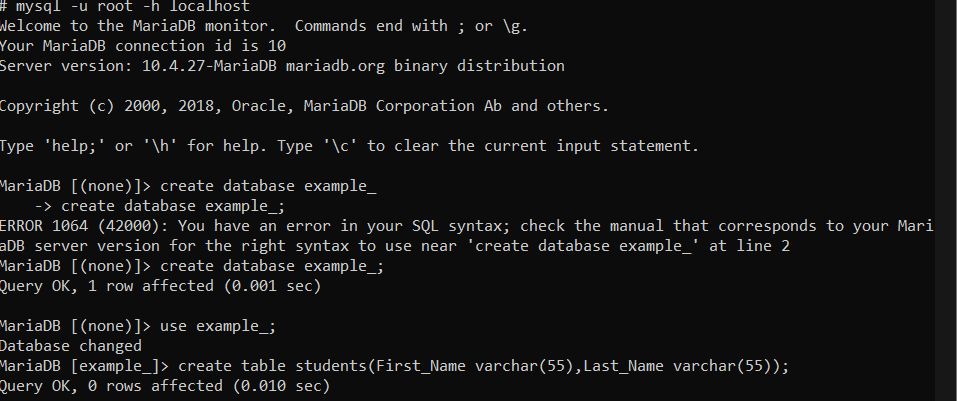 # mysql -u root -h localhost
Welcome to the MariaDB monitor.  Commands end with ; or \g.
Your MariaDB connection id is 10
Server version: 10.4.27-MariaDB mariadb.org binary distribution
Copyright (c) 2000, 2018, Oracle, MariaDB Corporation Ab and others.
Type 'help;' or '\h' for help. Type '\c' to clear the current input statement.
MariaDB [(none)]> create database example_
    -> create database example_;
ERROR 1064 (42000): You have an error in your SQL syntax; check the manual that corresponds to your Mari
aDB server version for the right syntax to use near 'create database example_' at line 2
MariaDB [(none)]> create database example_;
Query OK, 1 row affected (0.001 sec)
MariaDB [(none)]> use example_;
Database changed
MariaDB [example_]> create table students(First_Name varchar(55),Last_Name varchar(55));
Query OK, 0 rows affected (0.010 sec)